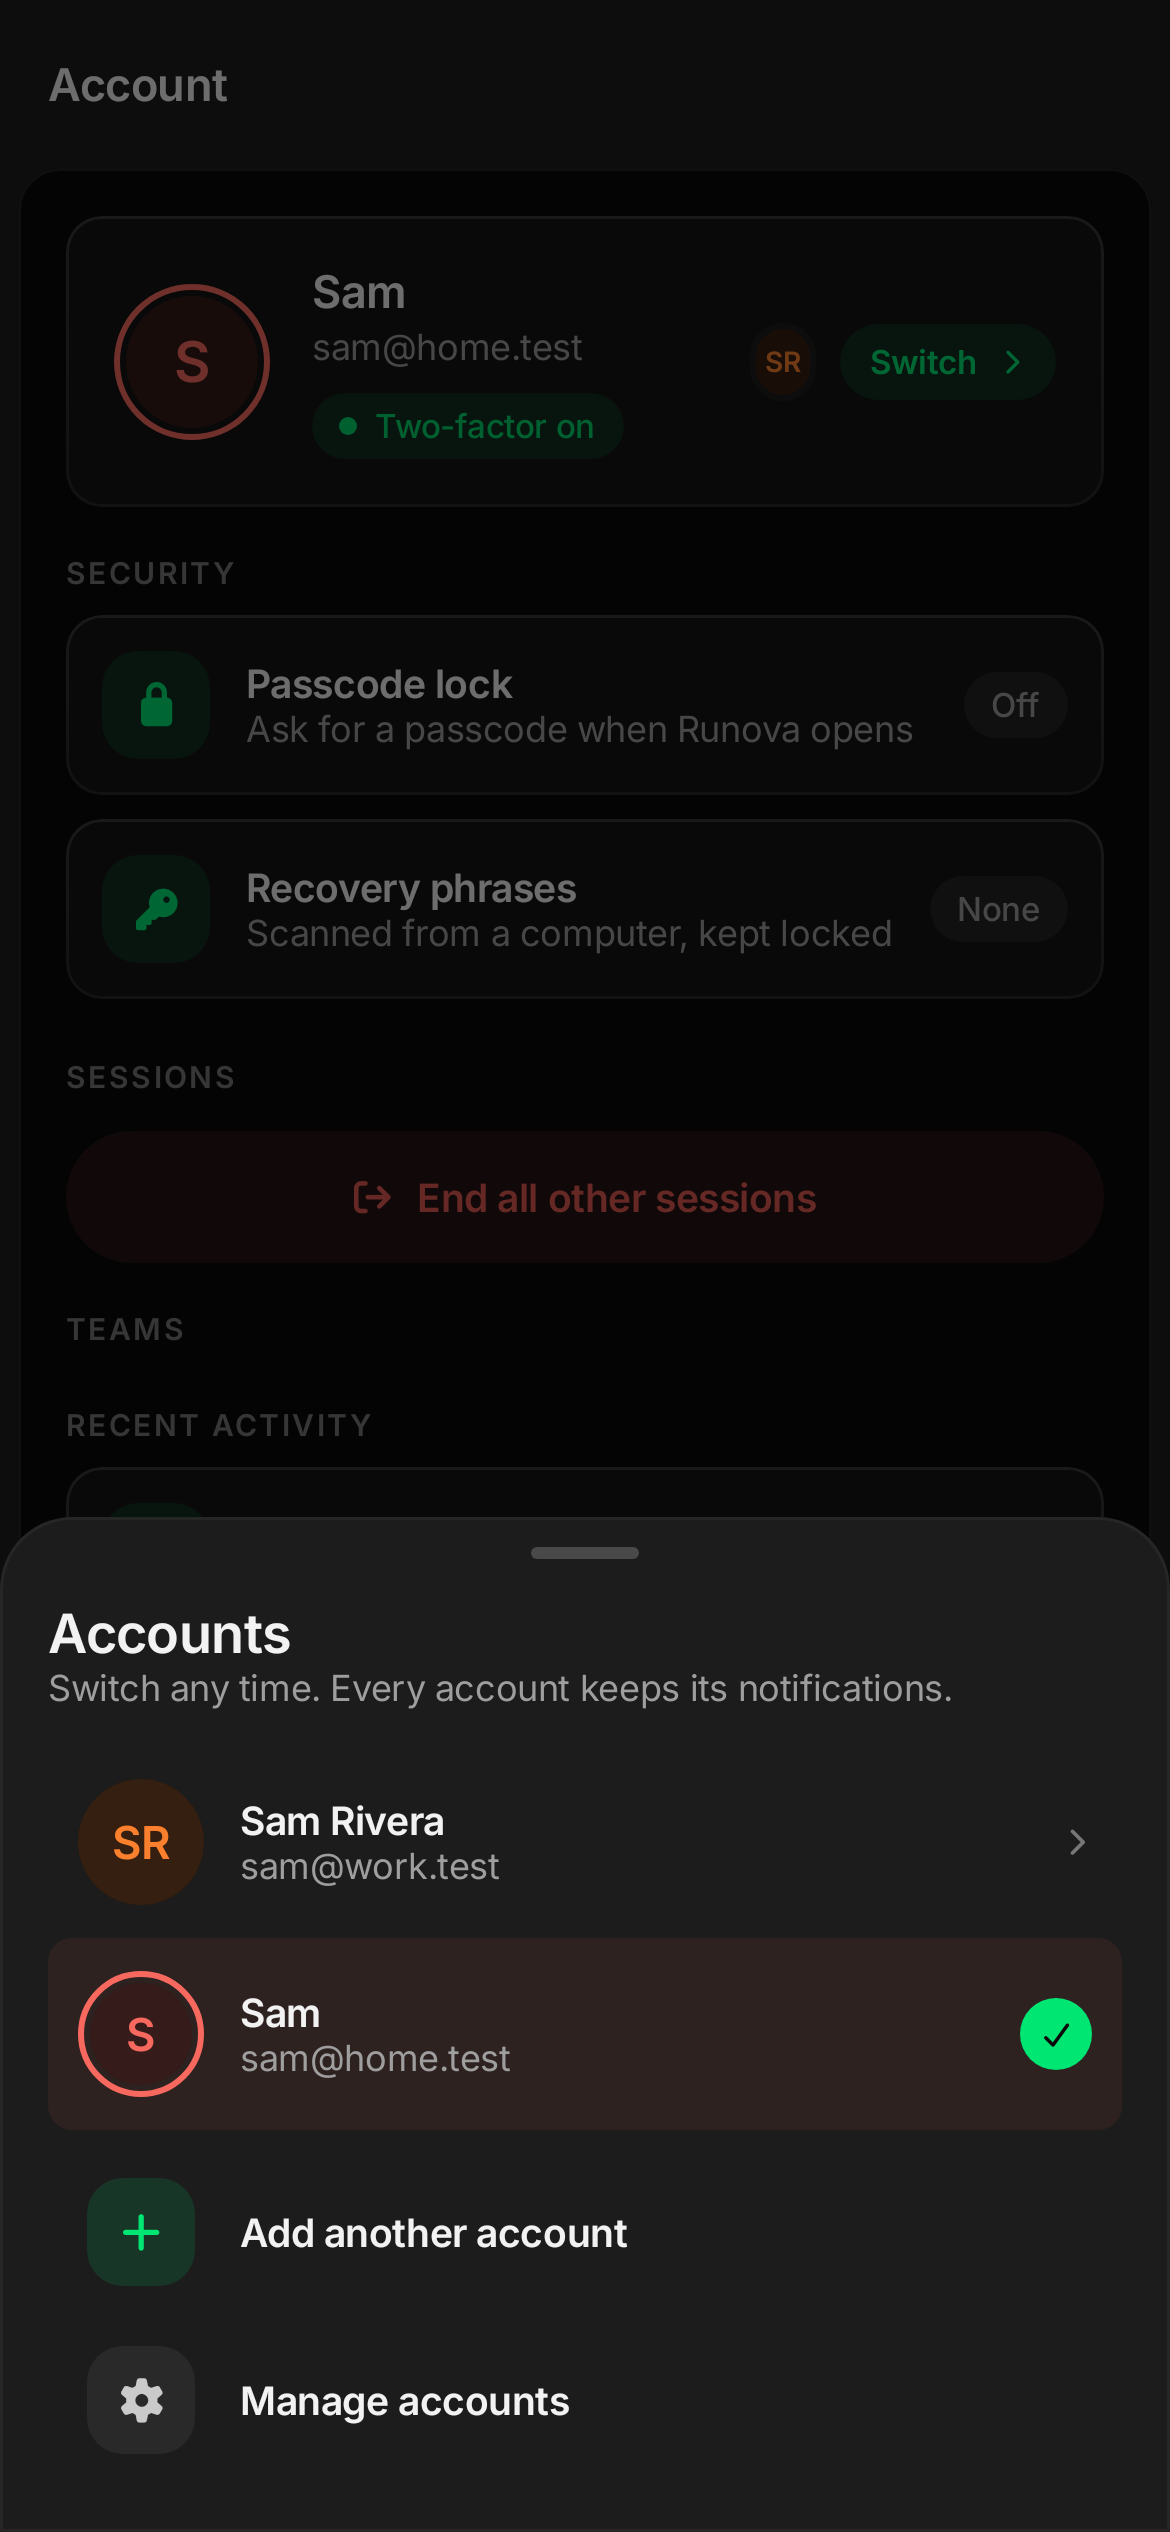 Account
S
Sam
sam@home.test
Two-factor on
SR
Switch
SECURITY
Passcode lock
Ask for a passcode when Runova opens
Off
Recovery phrases
Scanned from a computer, kept locked
None
SESSIONS
End all other sessions
TEAMS
RECENT ACTIVITY
Accounts
Switch any time. Every account keeps its notifications.
SR
Sam Rivera
sam@work.test
S
Sam
sam@home.test
Add another account
Manage accounts